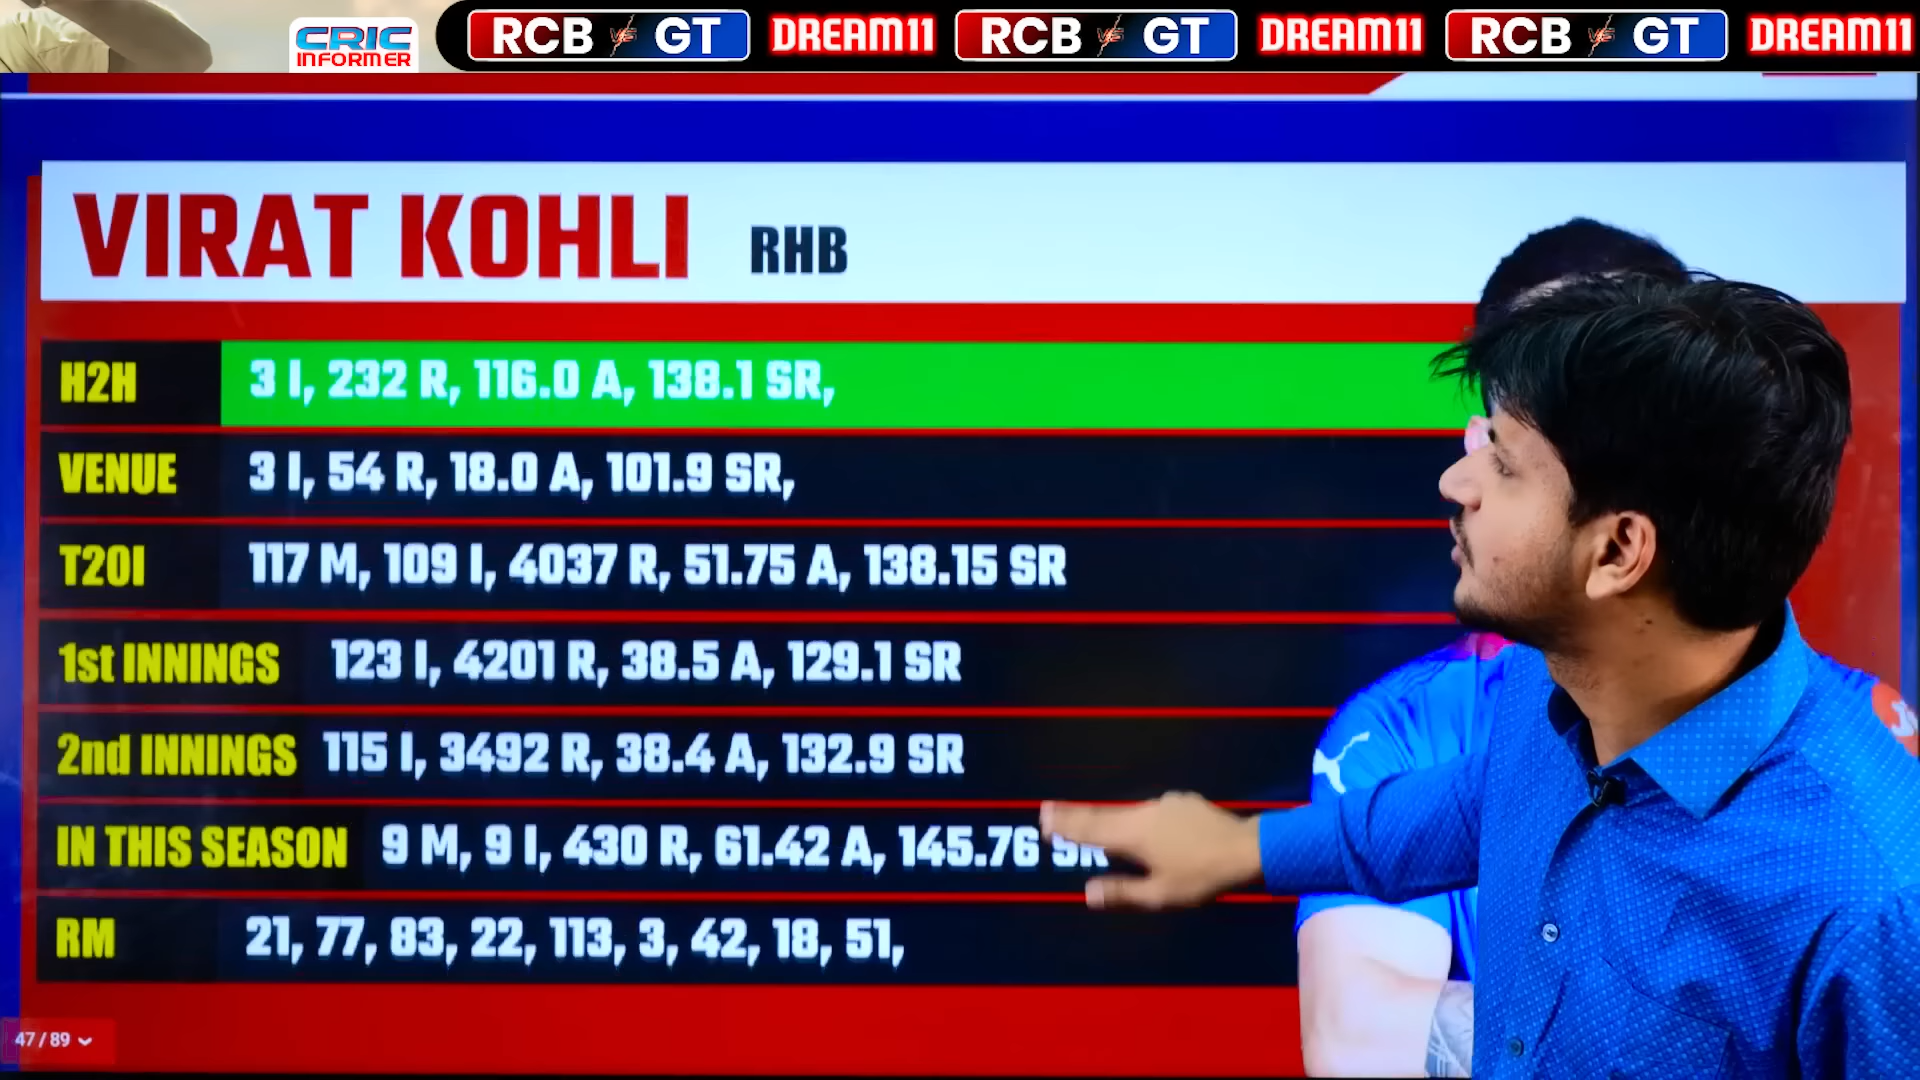 CRIC
INFORMER
RCB VS GT DREAM11 RCB VS GT DREAM11 RCB VS GT DREAM11
VIRAT KOHLI RHB
H2H 3 I, 232 R, 116.0 A, 138.1 SR,
VENUE 3 I, 54 R, 18.0 A, 101.9 SR,
T20I 117 M, 109 I, 4037 R, 51.75 A, 138.15 SR
1st INNINGS 123 I, 4201 R, 38.5 A, 129.1 SR
2nd INNINGS 115 I, 3492 R, 38.4 A, 132.9 SR
IN THIS SEASON 9 M, 9 I, 430 R, 61.42 A, 145.76 SR
RM 21, 77, 83, 22, 113, 3, 42, 18, 51,
47 / 89